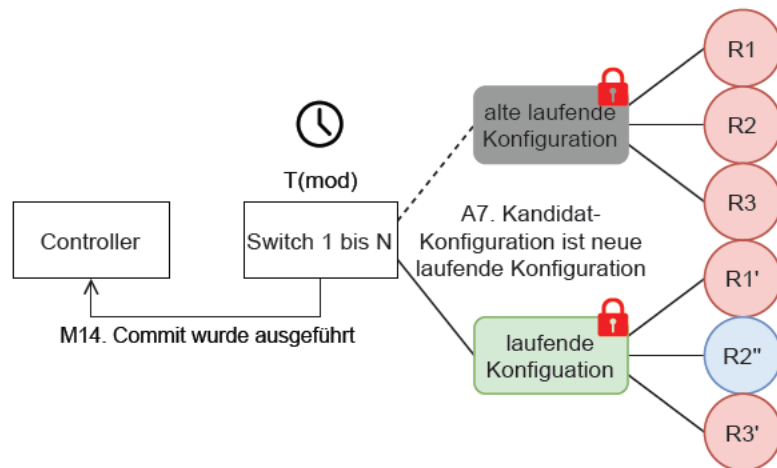 R1
alte laufende
Konfiguration
R2
T(mod)
R3
Controller
Switch 1 bis N
A7. Kandidat-
Konfiguration ist neue
laufende Konfiguration
R1'
M14. Commit wurde ausgeführt
laufende
Konfiguation
R2''
R3'